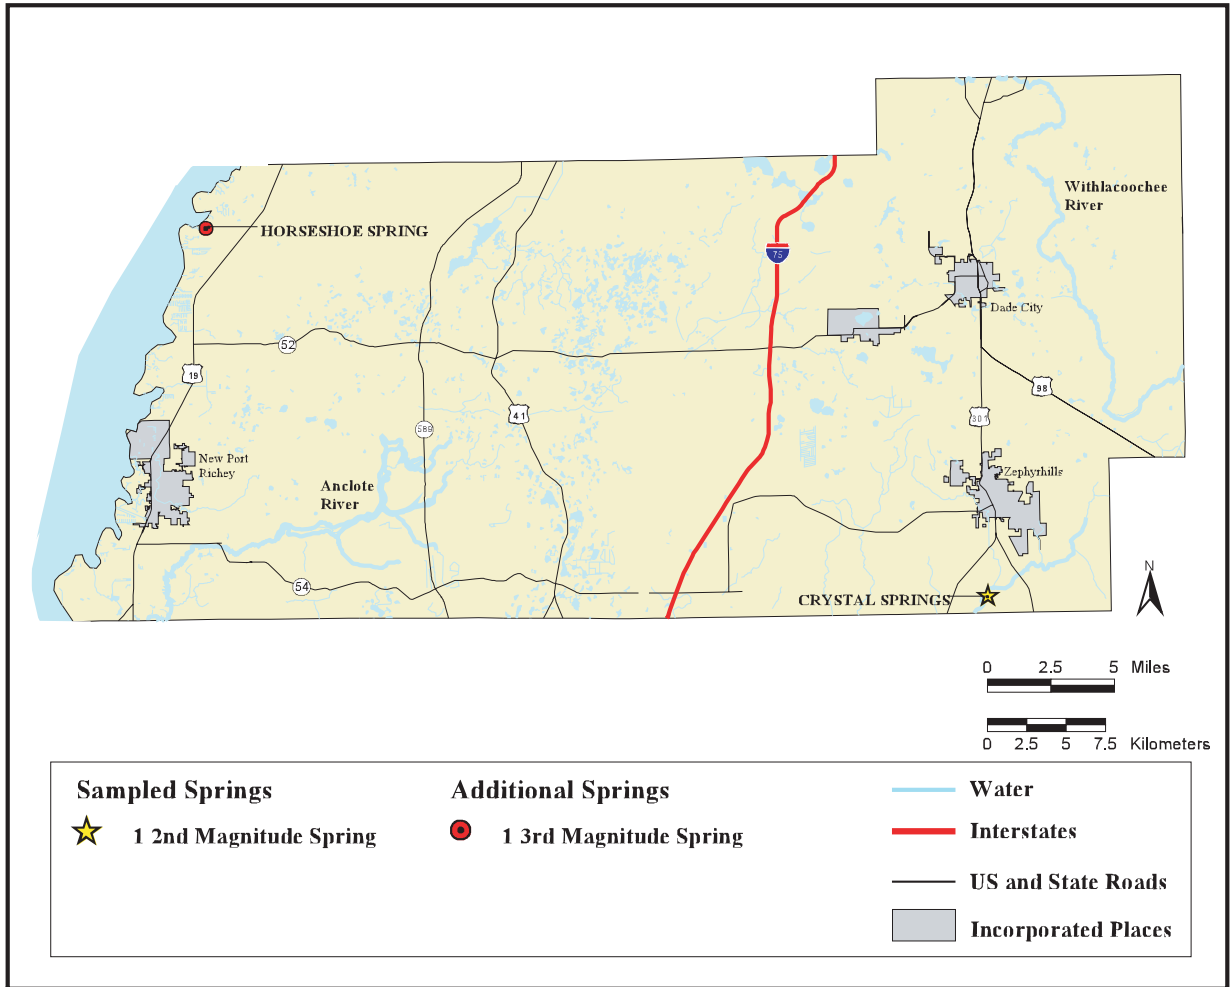 75
Withlacoochee
River
HORSESHOE SPRING
Dade City
52
19
98
41
301
589
New Port
Richey
Zephyrhills
Anclote
River
54
CRYSTAL SPRINGS
N
0 2.5 5 Miles
0 2.5 5 7.5 Kilometers
Sampled Springs
1 2nd Magnitude Spring
Additional Springs
1 3rd Magnitude Spring
Water
Interstates
US and State Roads
Incorporated Places